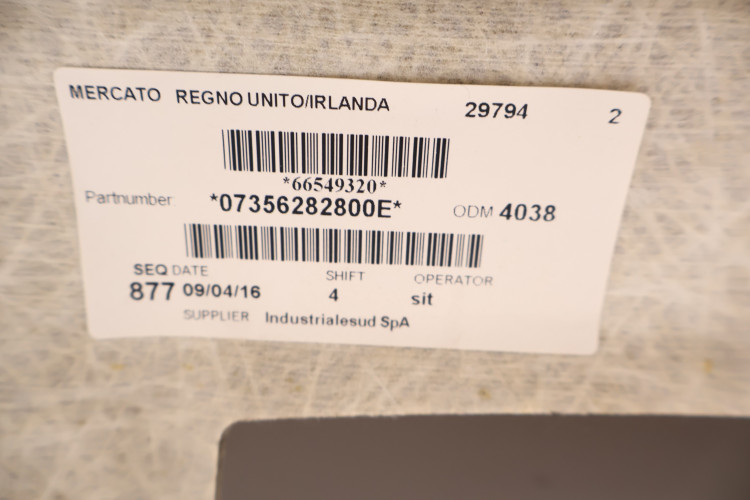 MERCATO REGNO UNITO/IRLANDA 29794 2
*66549320*
Partnumber *07356282800E* ODM 4038
SEQ DATE SHIFT OPERATOR
877 09/04/16 4 sit
SUPPLIER Industrialesud SpA